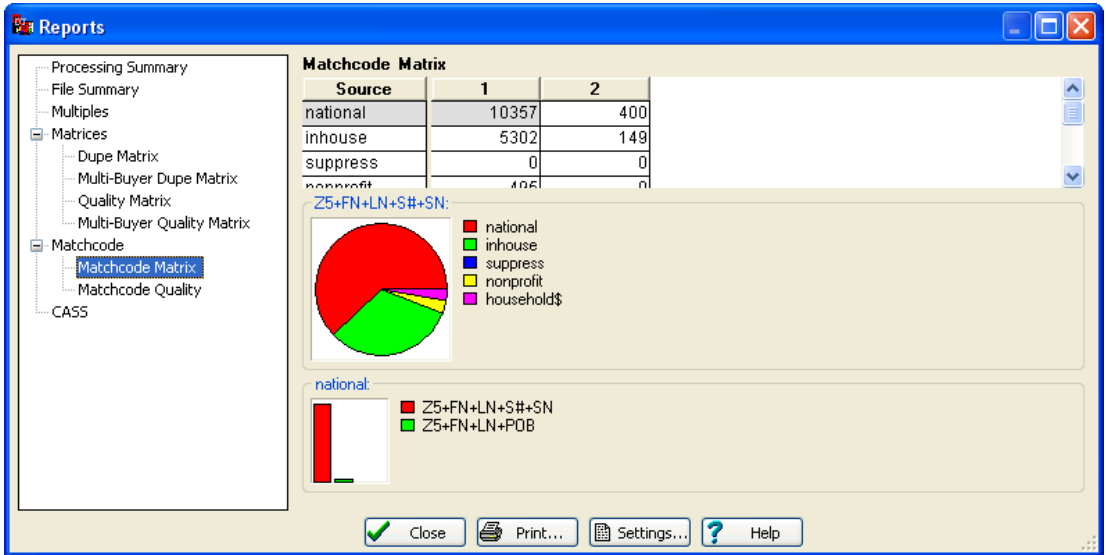 Reports
Processing Summary
File Summary
Multiples
Matrices
Dupe Matrix
Multi-Buyer Dupe Matrix
Quality Matrix
Multi-Buyer Quality Matrix
Matchcode
Matchcode Matrix
Matchcode Quality
CASS
Matchcode Matrix
Source 1 2
national 10357 400
inhouse 5302 149
suppress 0 0
nonprofit 495 0
Z5+FN+LN+S#+SN:
national
inhouse
suppress
nonprofit
household$
national:
Z5+FN+LN+S#+SN
Z5+FN+LN+POB
Close Print... Settings... Help